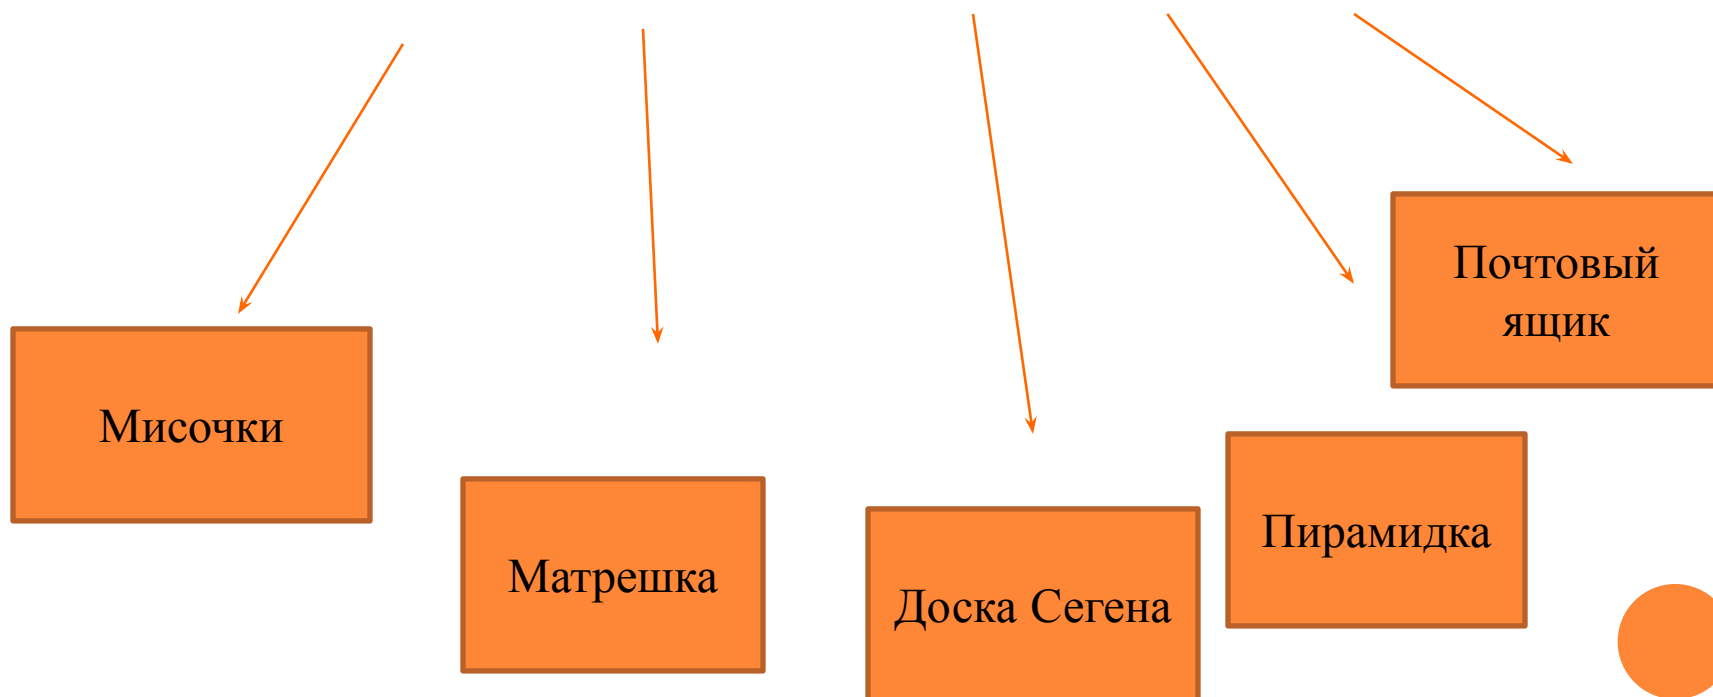 Мисочки
Матрешка
Доска Сегена
Пирамидка
Почтовый
ящик